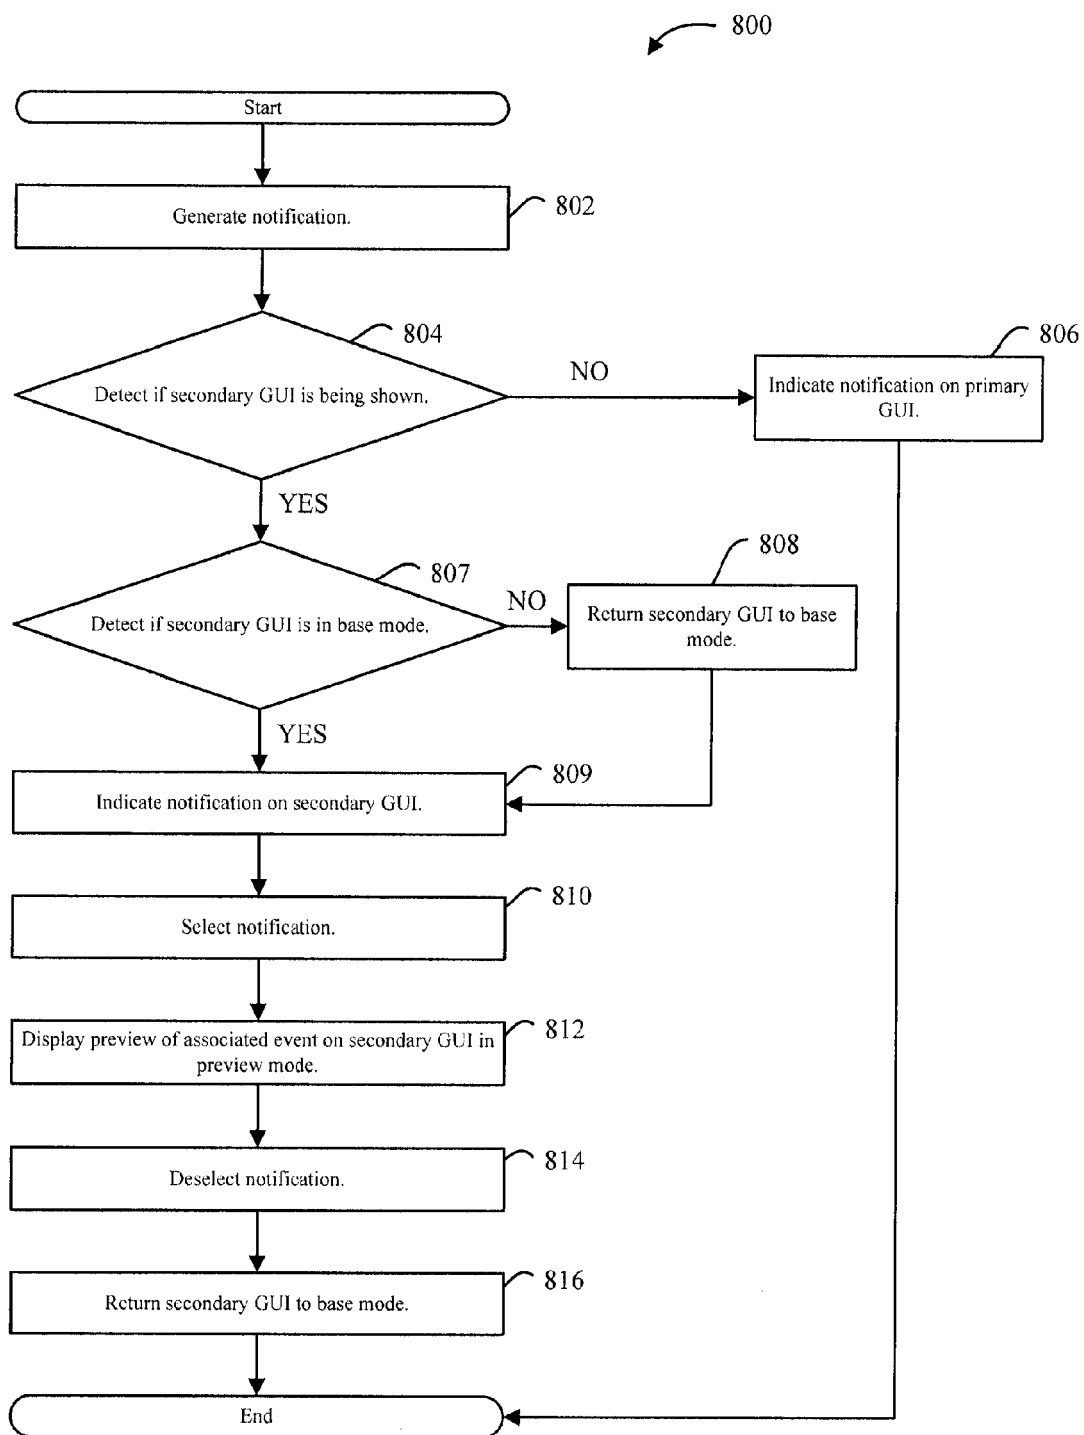 800
Start
Generate notification.
802
804
Detect if secondary GUI is being shown.
NO
806
Indicate notification on primary
GUI.
YES
807
Detect if secondary GUI is in base mode.
NO
808
Return secondary GUI to base
mode.
YES
809
Indicate notification on secondary GUI.
810
Select notification.
812
Display preview of associated event on secondary GUI in
preview mode.
814
Deselect notification.
816
Return secondary GUI to base mode.
End